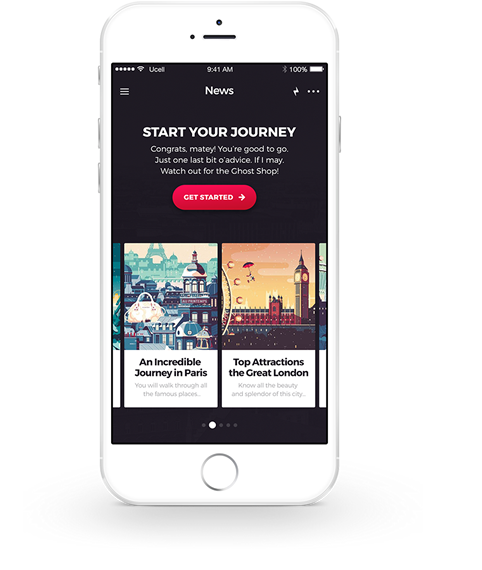 Ucell 9:41 AM 100%
News
START YOUR JOURNEY
Congrats, matey! You’re good to go.
Just one last bit o’advice. If I may.
Watch out for the Ghost Shop!
GET STARTED
AU PRINTEMPS
An Incredible
Journey in Paris
You will walk through all
the famous places...
Top Attractions
the Great London
Know all the beauty
and splendor of this city...